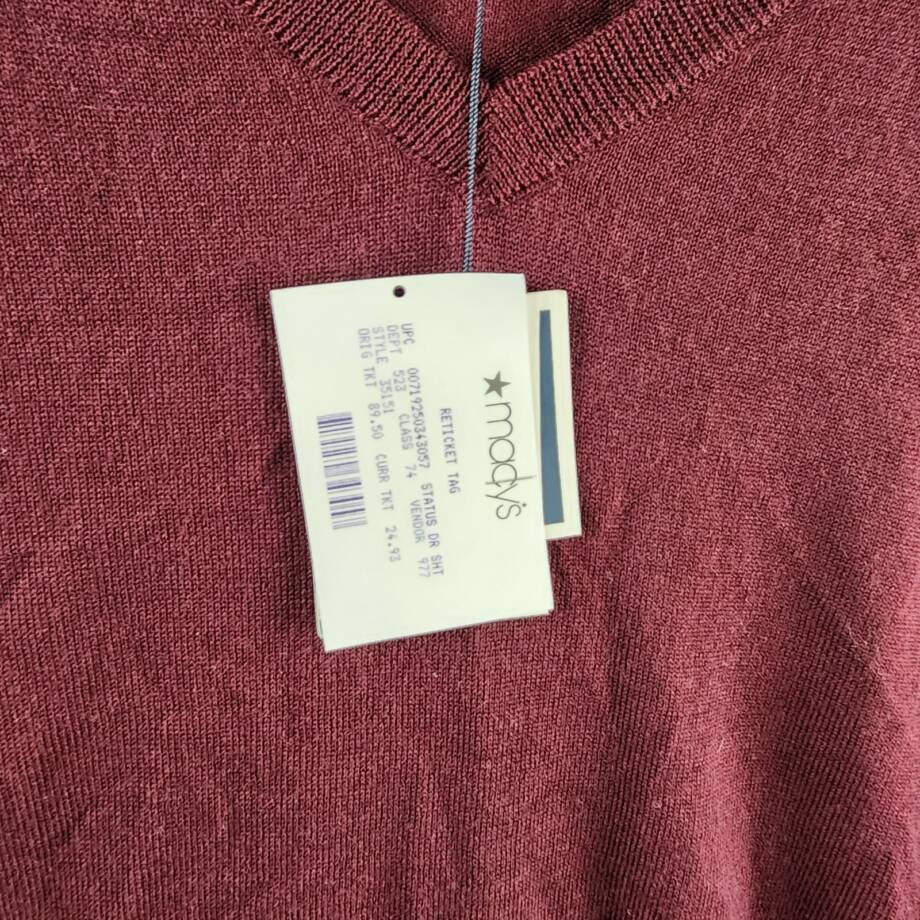 ★macy's
RETICKET TAG
UPC 00719250343057 STATUS DR SHT
DEPT 523 CLASS 74 VENDOR 977
STYLE 35151
ORIG TKT 89.50 CURR TKT 24.93